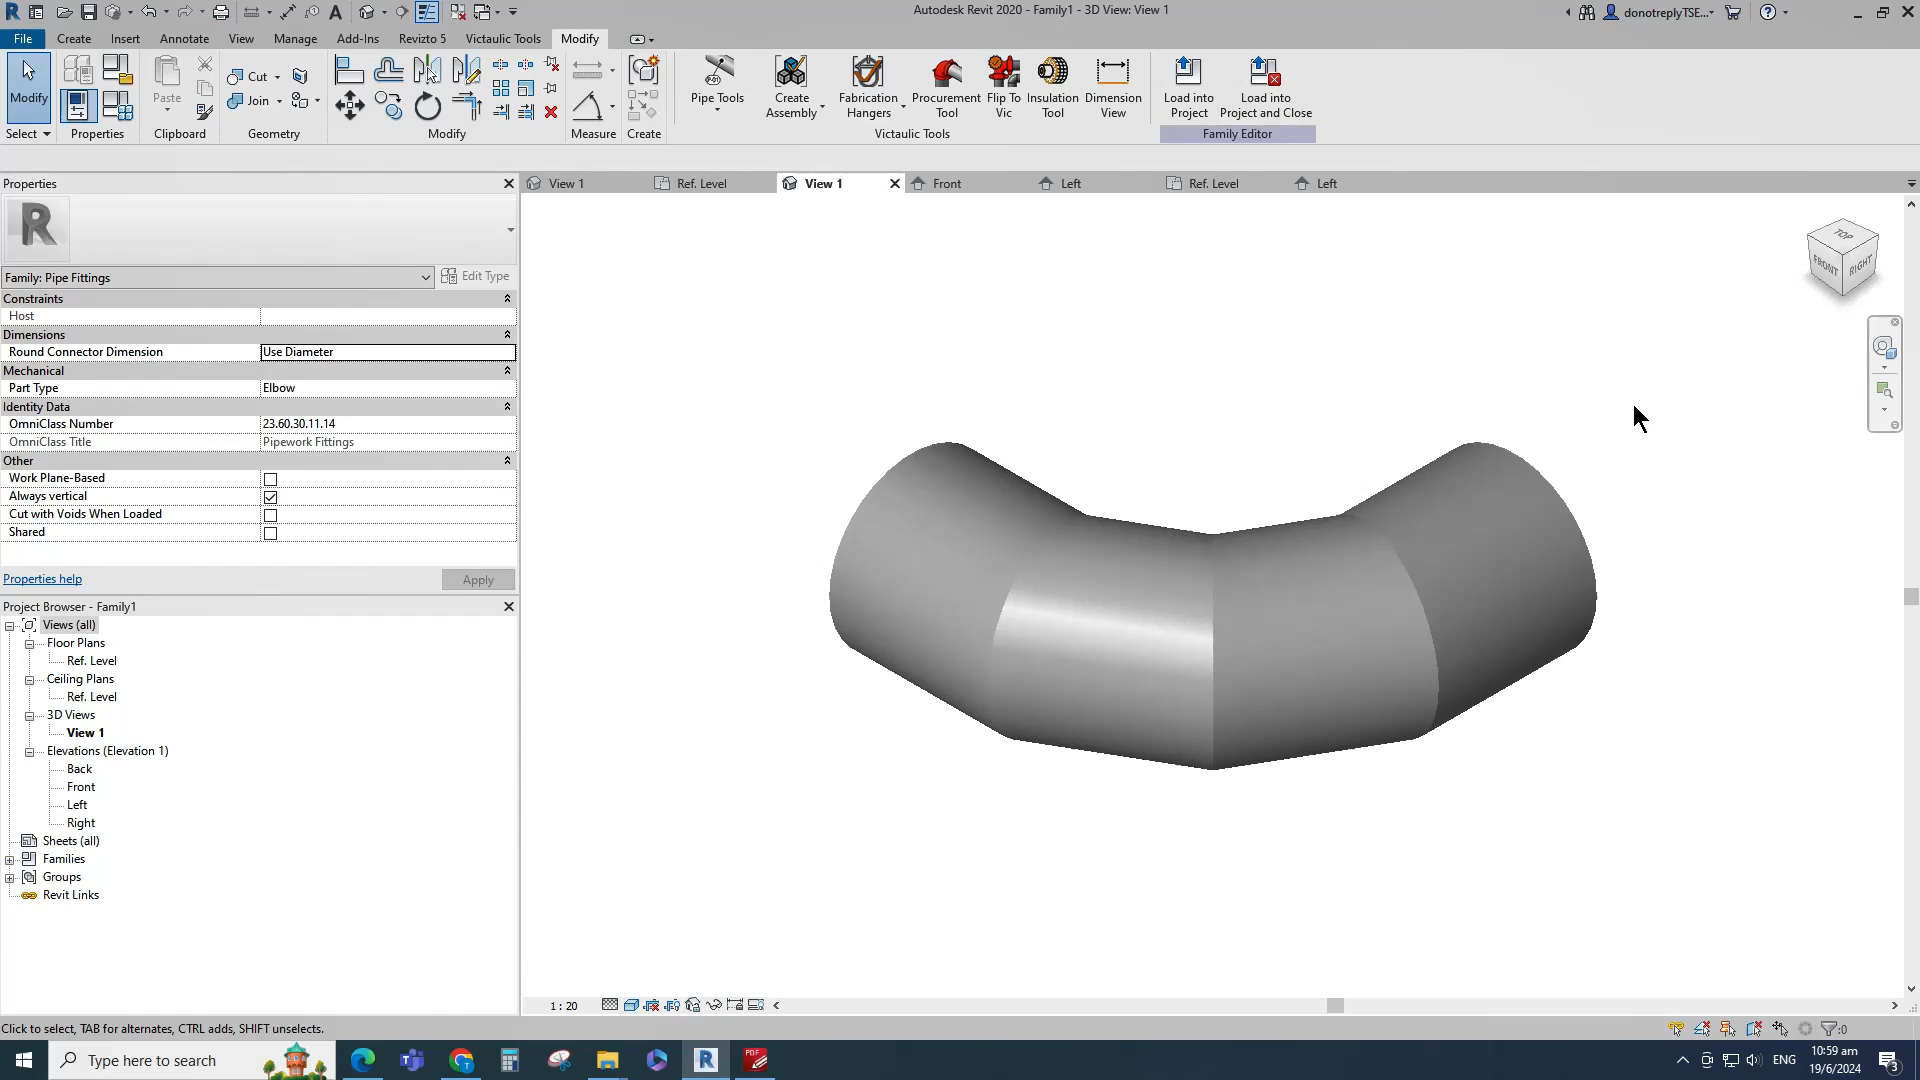 Autodesk Revit 2020 - Family1 - 3D View: View 1
donotreplyTSE...
File Create Insert Annotate View Manage Add-Ins Revizto 5 Victaulic Tools Modify
Modify
Select
Properties
Paste
Clipboard
Cut
Join
Geometry
Modify
Measure
Create
Pipe Tools
Create
Assembly
Fabrication
Hangers
Procurement
Tool
Flip To
Vic
Insulation
Tool
Dimension
View
Victaulic Tools
Load into
Project
Load into
Project and Close
Family Editor
Properties
View 1
Ref. Level
View 1
Front
Left
Ref. Level
Left
Family: Pipe Fittings
Edit Type
Constraints
Host
Dimensions
Round Connector Dimension Use Diameter
Mechanical
Part Type Elbow
Identity Data
OmniClass Number 23.60.30.11.14
OmniClass Title Pipework Fittings
Other
Work Plane-Based
Always vertical
Cut with Voids When Loaded
Shared
Properties help
Apply
Project Browser - Family1
Views (all)
Floor Plans
Ref. Level
Ceiling Plans
Ref. Level
3D Views
View 1
Elevations (Elevation 1)
Back
Front
Left
Right
Sheets (all)
Families
Groups
Revit Links
TOP
FRONT
RIGHT
1 : 20
Click to select, TAB for alternates, CTRL adds, SHIFT unselects.
:0
Type here to search
ENG
10:59 am
19/6/2024
3